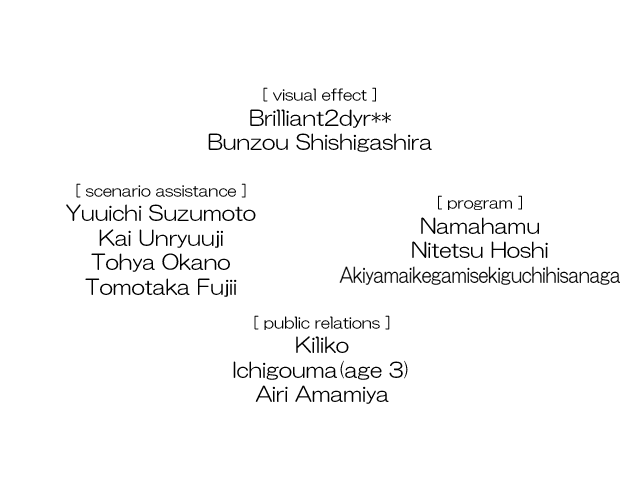 [ visual effect ]
Brilliant2dyr**
Bunzou Shishigashira
[ scenario assistance ]
Yuuichi Suzumoto
Kai Unryuuji
Tohya Okano
Tomotaka Fujii
[ program ]
Namahamu
Nitetsu Hoshi
Akiyamaikegamisekiguchihisanaga
[ public relations ]
Kiliko
Ichigouma(age 3)
Airi Amamiya